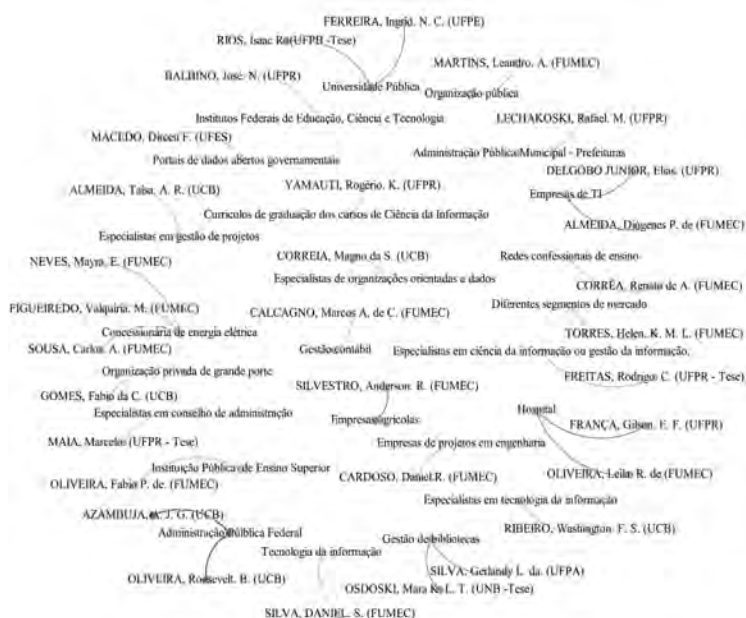 FERREIRA, Ingrid. N. C. (UFPE)
RIOS, Isaac (UFPB -Tese)
MARTINS, Leandro. A. (FUMEC)
BALBINO, José. N. (UFPR)
Universidade Pública
Organização pública
Institutos Federais de Educação, Ciência e Tecnologia
LECHAKOSKI, Rafael. M. (UFPR)
MACEDO, Dirceu F. (UFES)
Portais de dados abertos governamentais
Administração Pública Municipal - Prefeituras
DELGOBO JUNIOR, Elias. (UFPR)
ALMEIDA, Taisa. A. R. (UCB)
YAMAUTI, Rogério. K. (UFPR)
Empresas de TI
Currículos de graduação dos cursos de Ciência da Informação
ALMEIDA, Diógenes P. de (FUMEC)
Especialistas em gestão de projetos
NEVES, Mayra. E. (FUMEC)
CORREIA, Magno da S. (UCB)
Redes confessionais de ensino
Especialistas de organizações orientadas a dados
CORRÊA, Renato de A. (FUMEC)
FIGUEIREDO, Valquiria. M. (FUMEC)
CALCAGNO, Marcos A. de C. (FUMEC)
Diferentes segmentos de mercado
Concessionária de energia elétrica
TORRES, Helen. K. M. L. (FUMEC)
SOUSA, Carlos. A. (FUMEC)
Gestão contábil
Especialistas em ciência da informação ou gestão da informação,
Organização privada de grande porte
FREITAS, Rodrigo C. (UFPR - Tese)
GOMES, Fabio da C. (UCB)
SILVESTRO, Anderson. R. (FUMEC)
Especialistas em conselho de administração
Empresas agrícolas
Hospital
FRANÇA, Gilson. E. F. (UFPR)
MAIA, Marcelos (UFPR - Tese)
Empresas de projetos em engenharia
Instituição Pública de Ensino Superior
CARDOSO, Daniel R. (FUMEC)
OLIVEIRA, Leila R. de (FUMEC)
OLIVEIRA, Fabio P. de. (FUMEC)
Especialistas em tecnologia da informação
AZAMBUJA, A. J. G. (UCB)
RIBEIRO, Washington. F. S. (UCB)
Administração Pública Federal
Gestão de bibliotecas
Tecnologia da informação
SILVA, Gerlandy L. da. (UFPA)
OLIVEIRA, Roosevelt. B. (UCB)
OSDOSKI, Mara L. T. (UNB -Tese)
SILVA, DANIEL. S. (FUMEC)